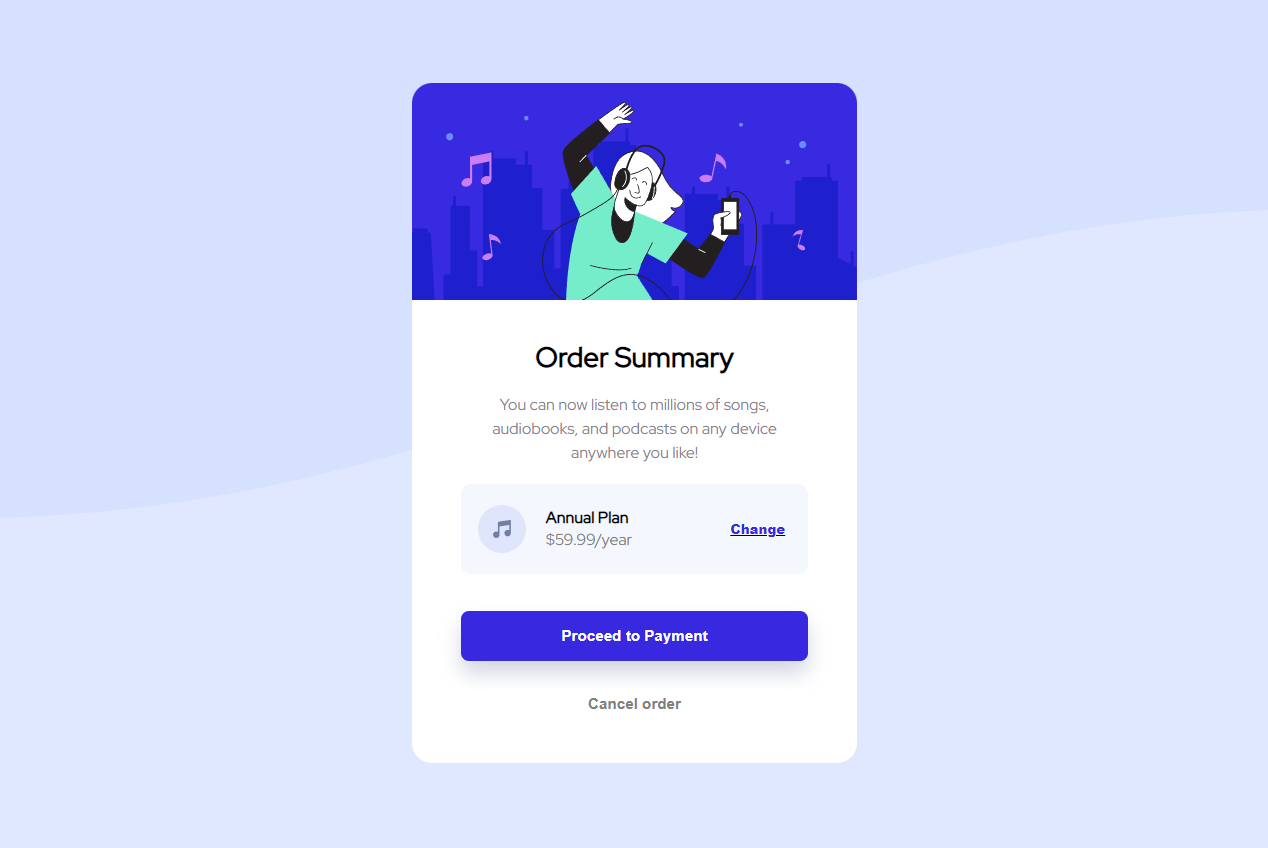 Order Summary
You can now listen to millions of songs,
audiobooks, and podcasts on any device
anywhere you like!
Annual Plan
$59.99/year
Change
Proceed to Payment
Cancel order